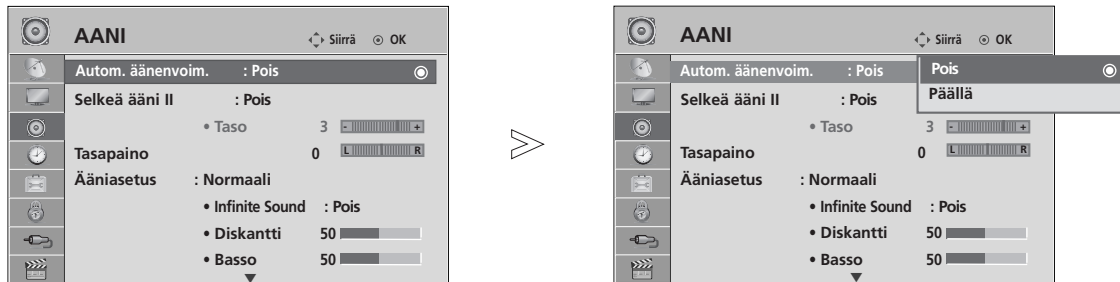 AANI Siirrä OK
Autom. äänenvoim. : Pois
Selkeä ääni II : Pois
• Taso 3 - +
Tasapaino 0 L R
Ääniasetus : Normaali
• Infinite Sound : Pois
• Diskantti 50
• Basso 50
>
AANI Siirrä OK
Autom. äänenvoim. : Pois
Pois
Päällä
Selkeä ääni II : Pois
• Taso 3 - +
Tasapaino 0 L R
Ääniasetus : Normaali
• Infinite Sound : Pois
• Diskantti 50
• Basso 50